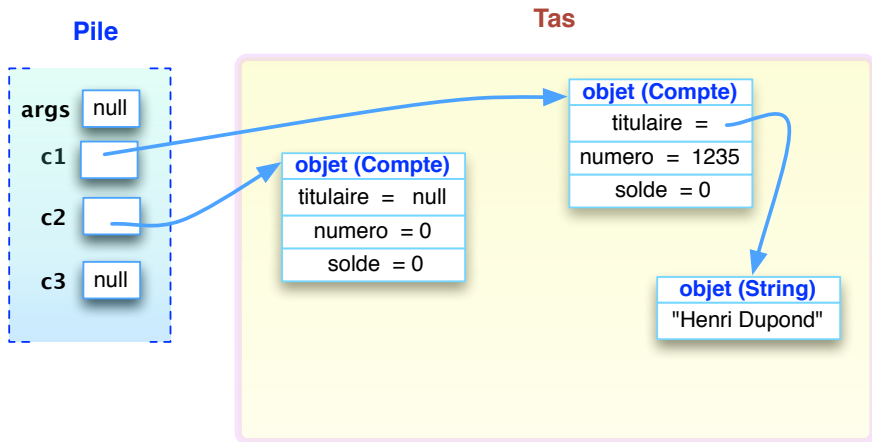 Pile
Tas
args
null
c1
c2
c3
null
objet (Compte)
titulaire = null
numero = 0
solde = 0
objet (Compte)
titulaire =
numero = 1235
solde = 0
objet (String)
"Henri Dupond"